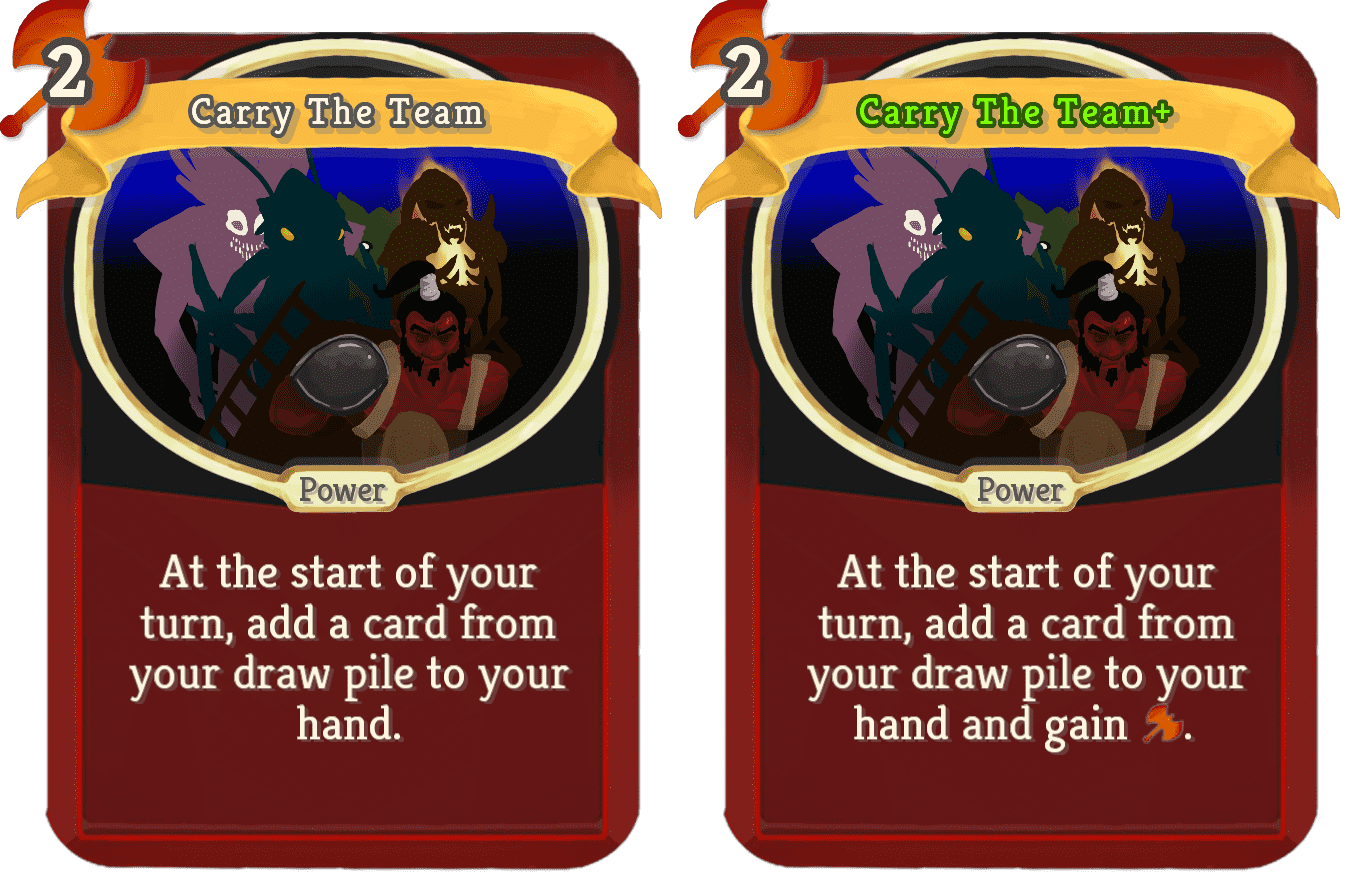 2
Carry The Team
Power
At the start of your
turn, add a card from
your draw pile to your
hand.
2
Carry The Team+
Power
At the start of your
turn, add a card from
your draw pile to your
hand and gain .